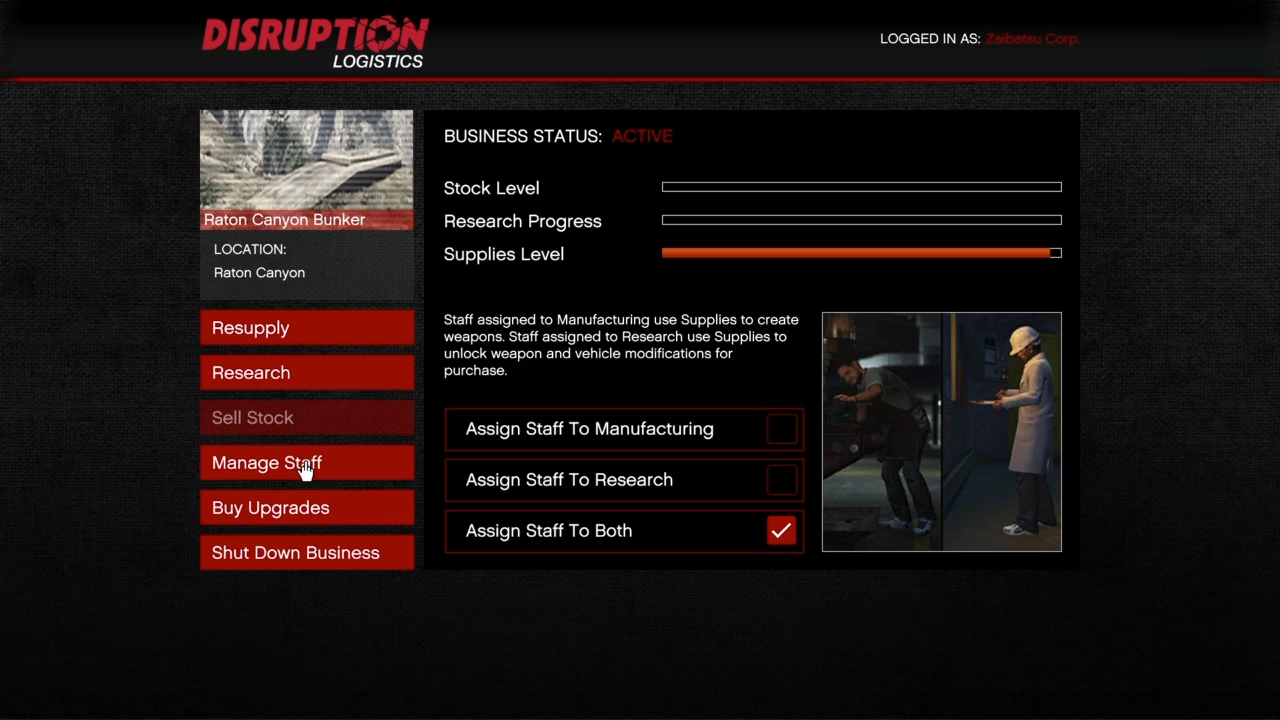 DISRUPTION
LOGISTICS
LOGGED IN AS: Zaibatsu Corp.
Raton Canyon Bunker
LOCATION:
Raton Canyon
Resupply
Research
Sell Stock
Manage Staff
Buy Upgrades
Shut Down Business
BUSINESS STATUS: ACTIVE
Stock Level
Research Progress
Supplies Level
Staff assigned to Manufacturing use Supplies to create
weapons. Staff assigned to Research use Supplies to
unlock weapon and vehicle modifications for
purchase.
Assign Staff To Manufacturing
Assign Staff To Research
Assign Staff To Both